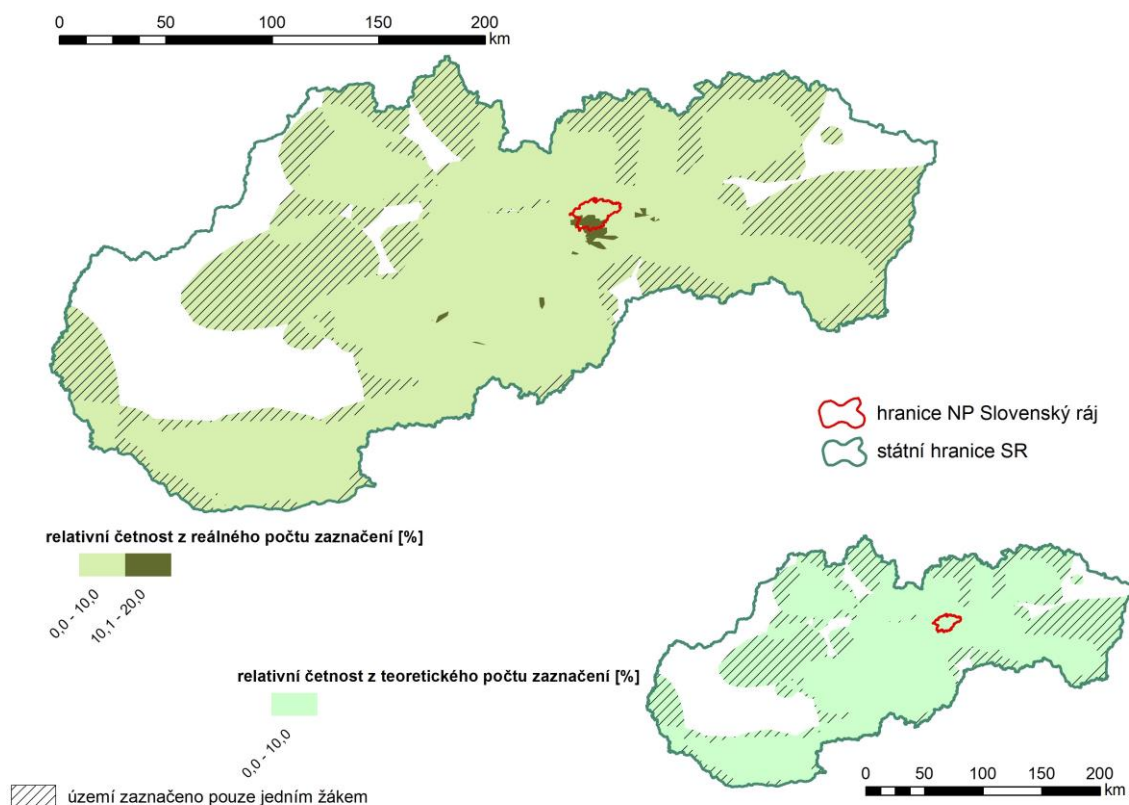 0 50 100 150 200
km
hranice NP Slovenský ráj
státní hranice SR
relativní četnost z reálného počtu zaznačení [%]
0,0 - 10,0
10,1 - 20,0
relativní četnost z teoretického počtu zaznačení [%]
0,0 - 10,0
0 50 100 150 200
km
území zaznačeno pouze jedním žákem